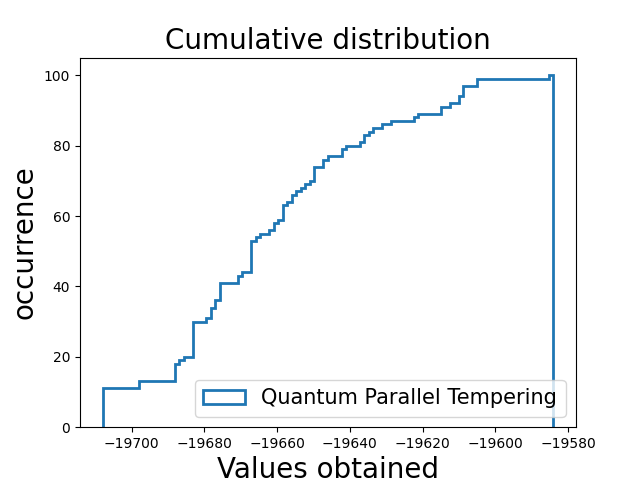 Cumulative distribution
100
80
60
40
20
0
occurrence
Quantum Parallel Tempering
−19700 −19680 −19660 −19640 −19620 −19600 −19580
Values obtained